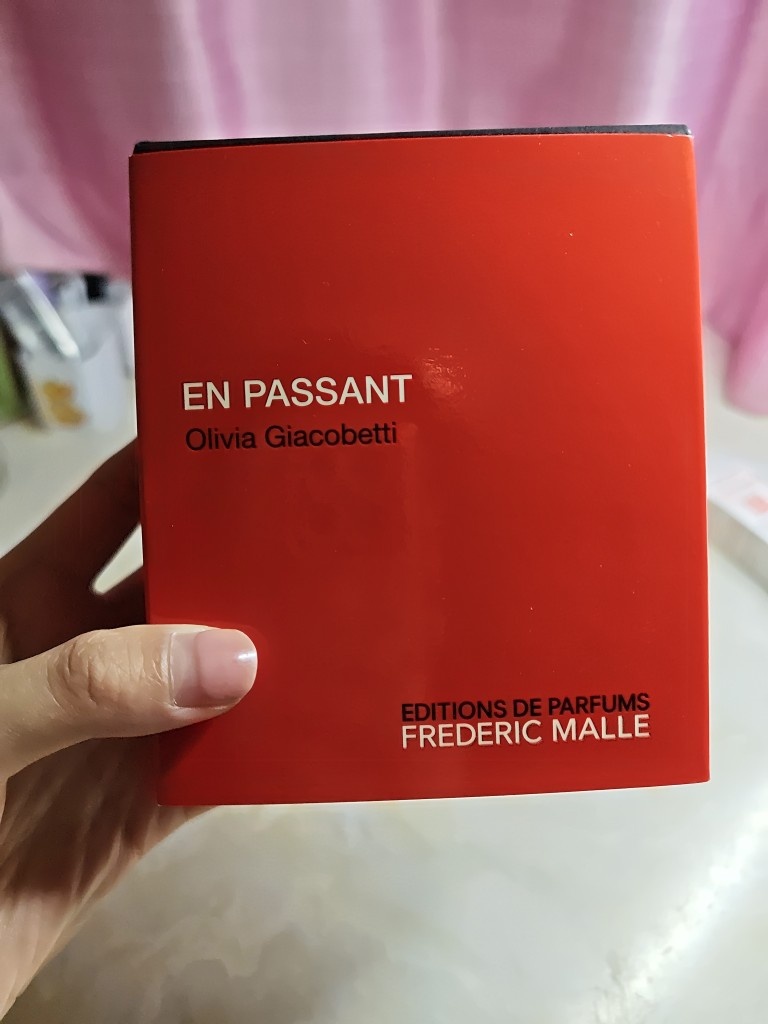 EN PASSANT
Olivia Giacobetti
EDITIONS DE PARFUMS
FREDERIC MALLE